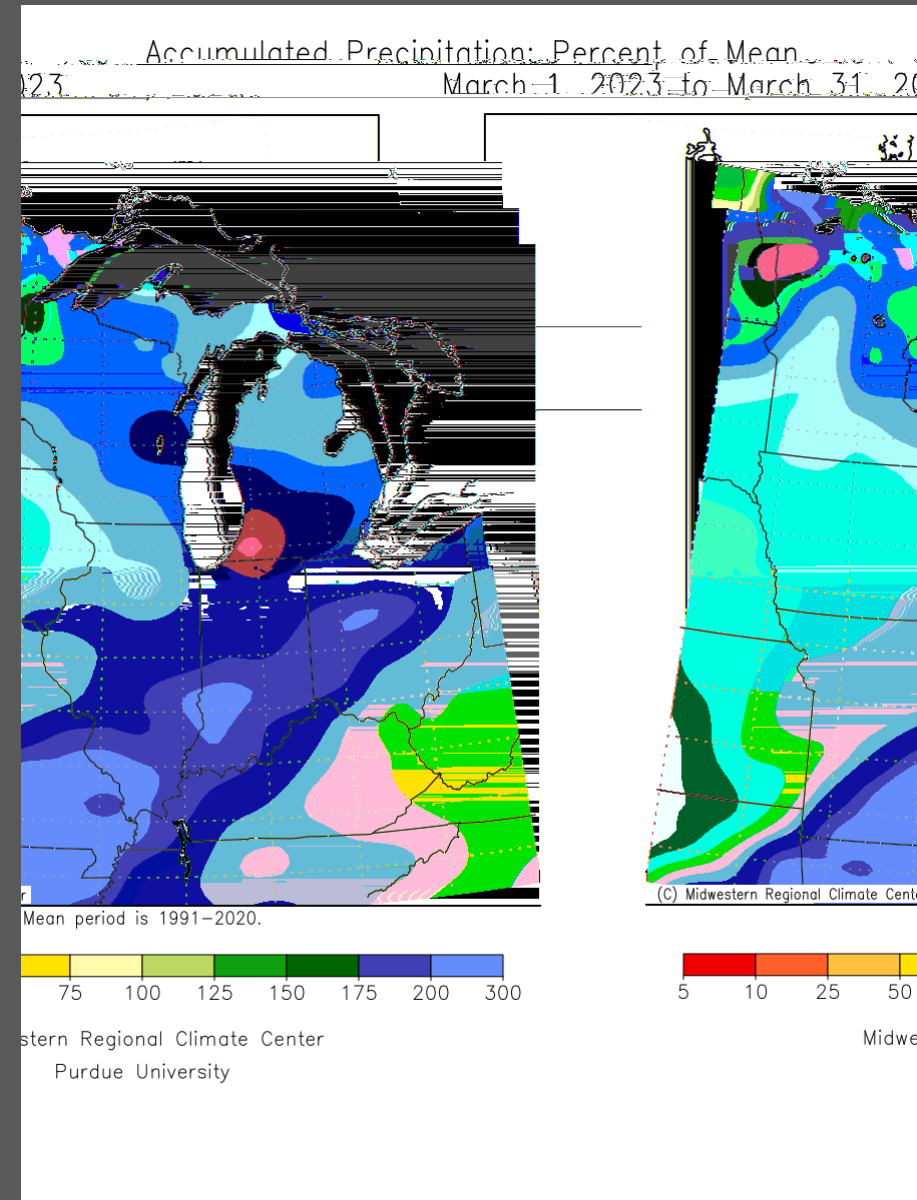 Accumulated Precipitation: Percent of Mean
023
March 1, 2023 to March 31, 20
r
Mean period is 1991-2020.
(C) Midwestern Regional Climate Cent
75 100 125 150 175 200 300
5 10 25 50
stern Regional Climate Center
Midwe
Purdue University